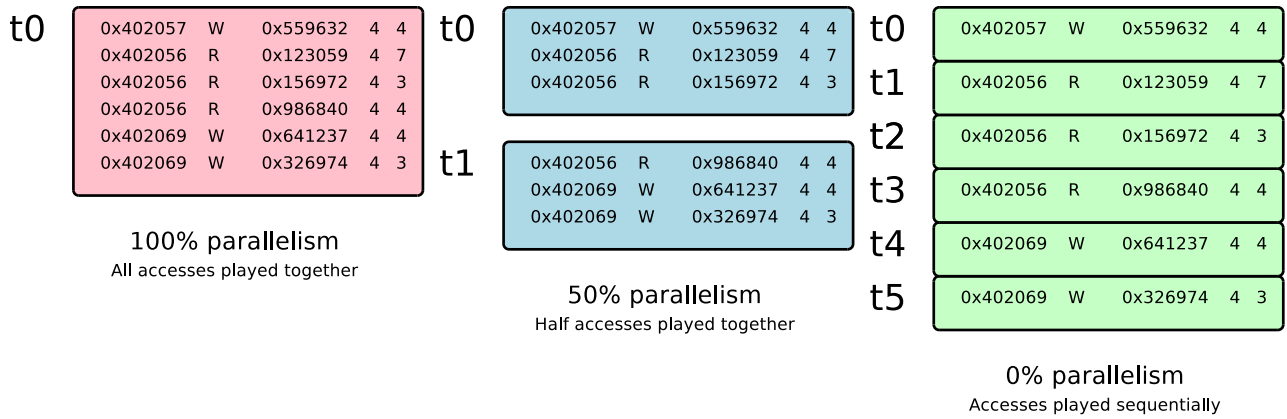 t0
0x402057 W 0x559632 4 4
0x402056 R 0x123059 4 7
0x402056 R 0x156972 4 3
0x402056 R 0x986840 4 4
0x402069 W 0x641237 4 4
0x402069 W 0x326974 4 3
100% parallelism
All accesses played together
t0
0x402057 W 0x559632 4 4
0x402056 R 0x123059 4 7
0x402056 R 0x156972 4 3
t1
0x402056 R 0x986840 4 4
0x402069 W 0x641237 4 4
0x402069 W 0x326974 4 3
50% parallelism
Half accesses played together
t0 0x402057 W 0x559632 4 4
t1 0x402056 R 0x123059 4 7
t2 0x402056 R 0x156972 4 3
t3 0x402056 R 0x986840 4 4
t4 0x402069 W 0x641237 4 4
t5 0x402069 W 0x326974 4 3
0% parallelism
Accesses played sequentially